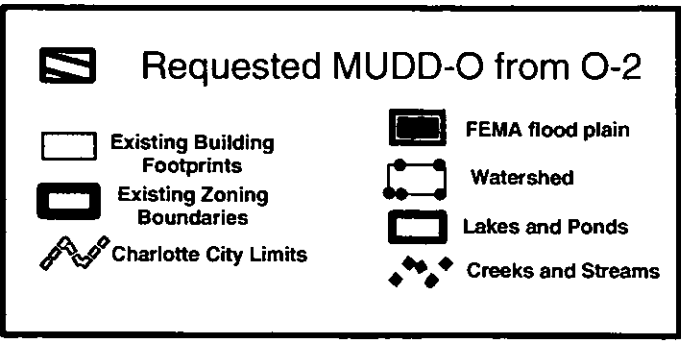 Requested MUDD-O from O-2
Existing Building
Footprints
Existing Zoning
Boundaries
Charlotte City Limits
FEMA flood plain
Watershed
Lakes and Ponds
Creeks and Streams